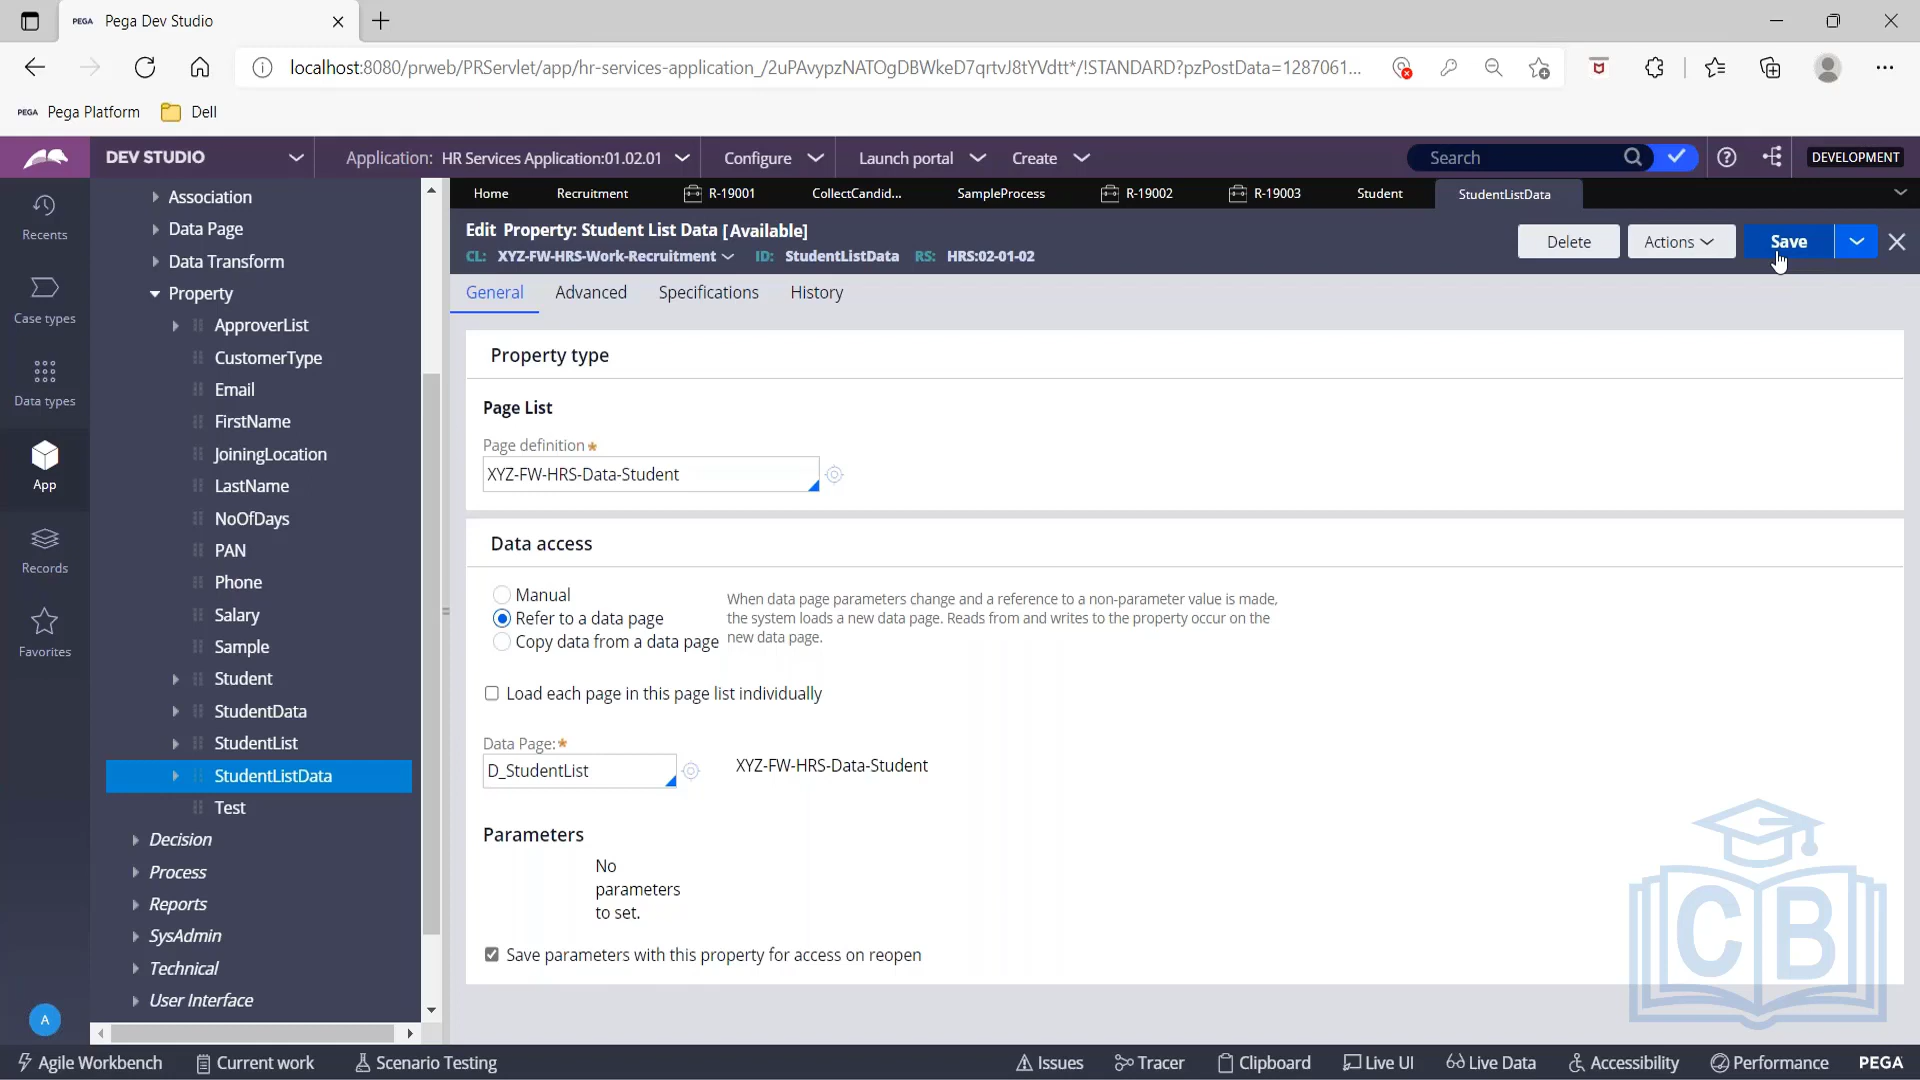 PEGA Pega Dev Studio
localhost:8080/prweb/PRServlet/app/hr-services-application_/2uPAvypzNATOgDBWkeD7qrtvJ8tYVdtt*/!STANDARD?pzPostData=1287061...
PEGA Pega Platform Dell
DEV STUDIO Application: HR Services Application:01.02.01 Configure Launch portal Create Search DEVELOPMENT
Home Recruitment R-19001 CollectCandid... SampleProcess R-19002 R-19003 Student StudentListData
Edit Property: Student List Data [Available]
CL: XYZ-FW-HRS-Work-Recruitment ID: StudentListData RS: HRS:02-01-02
Delete Actions Save
General Advanced Specifications History
Recents
Case types
Data types
App
Records
Favorites
A
Association
Data Page
Data Transform
Property
ApproverList
CustomerType
Email
FirstName
JoiningLocation
LastName
NoOfDays
PAN
Phone
Salary
Sample
Student
StudentData
StudentList
StudentListData
Test
Decision
Process
Reports
SysAdmin
Technical
User Interface
Property type
Page List
Page definition★
XYZ-FW-HRS-Data-Student
Data access
Manual
Refer to a data page
Copy data from a data page
When data page parameters change and a reference to a non-parameter value is made,
the system loads a new data page. Reads from and writes to the property occur on the
new data page.
Load each page in this page list individually
Data Page:★
D_StudentList XYZ-FW-HRS-Data-Student
Parameters
No
parameters
to set.
Save parameters with this property for access on reopen
CB
Agile Workbench Current work Scenario Testing Issues Tracer Clipboard Live UI Live Data Accessibility Performance PEGA